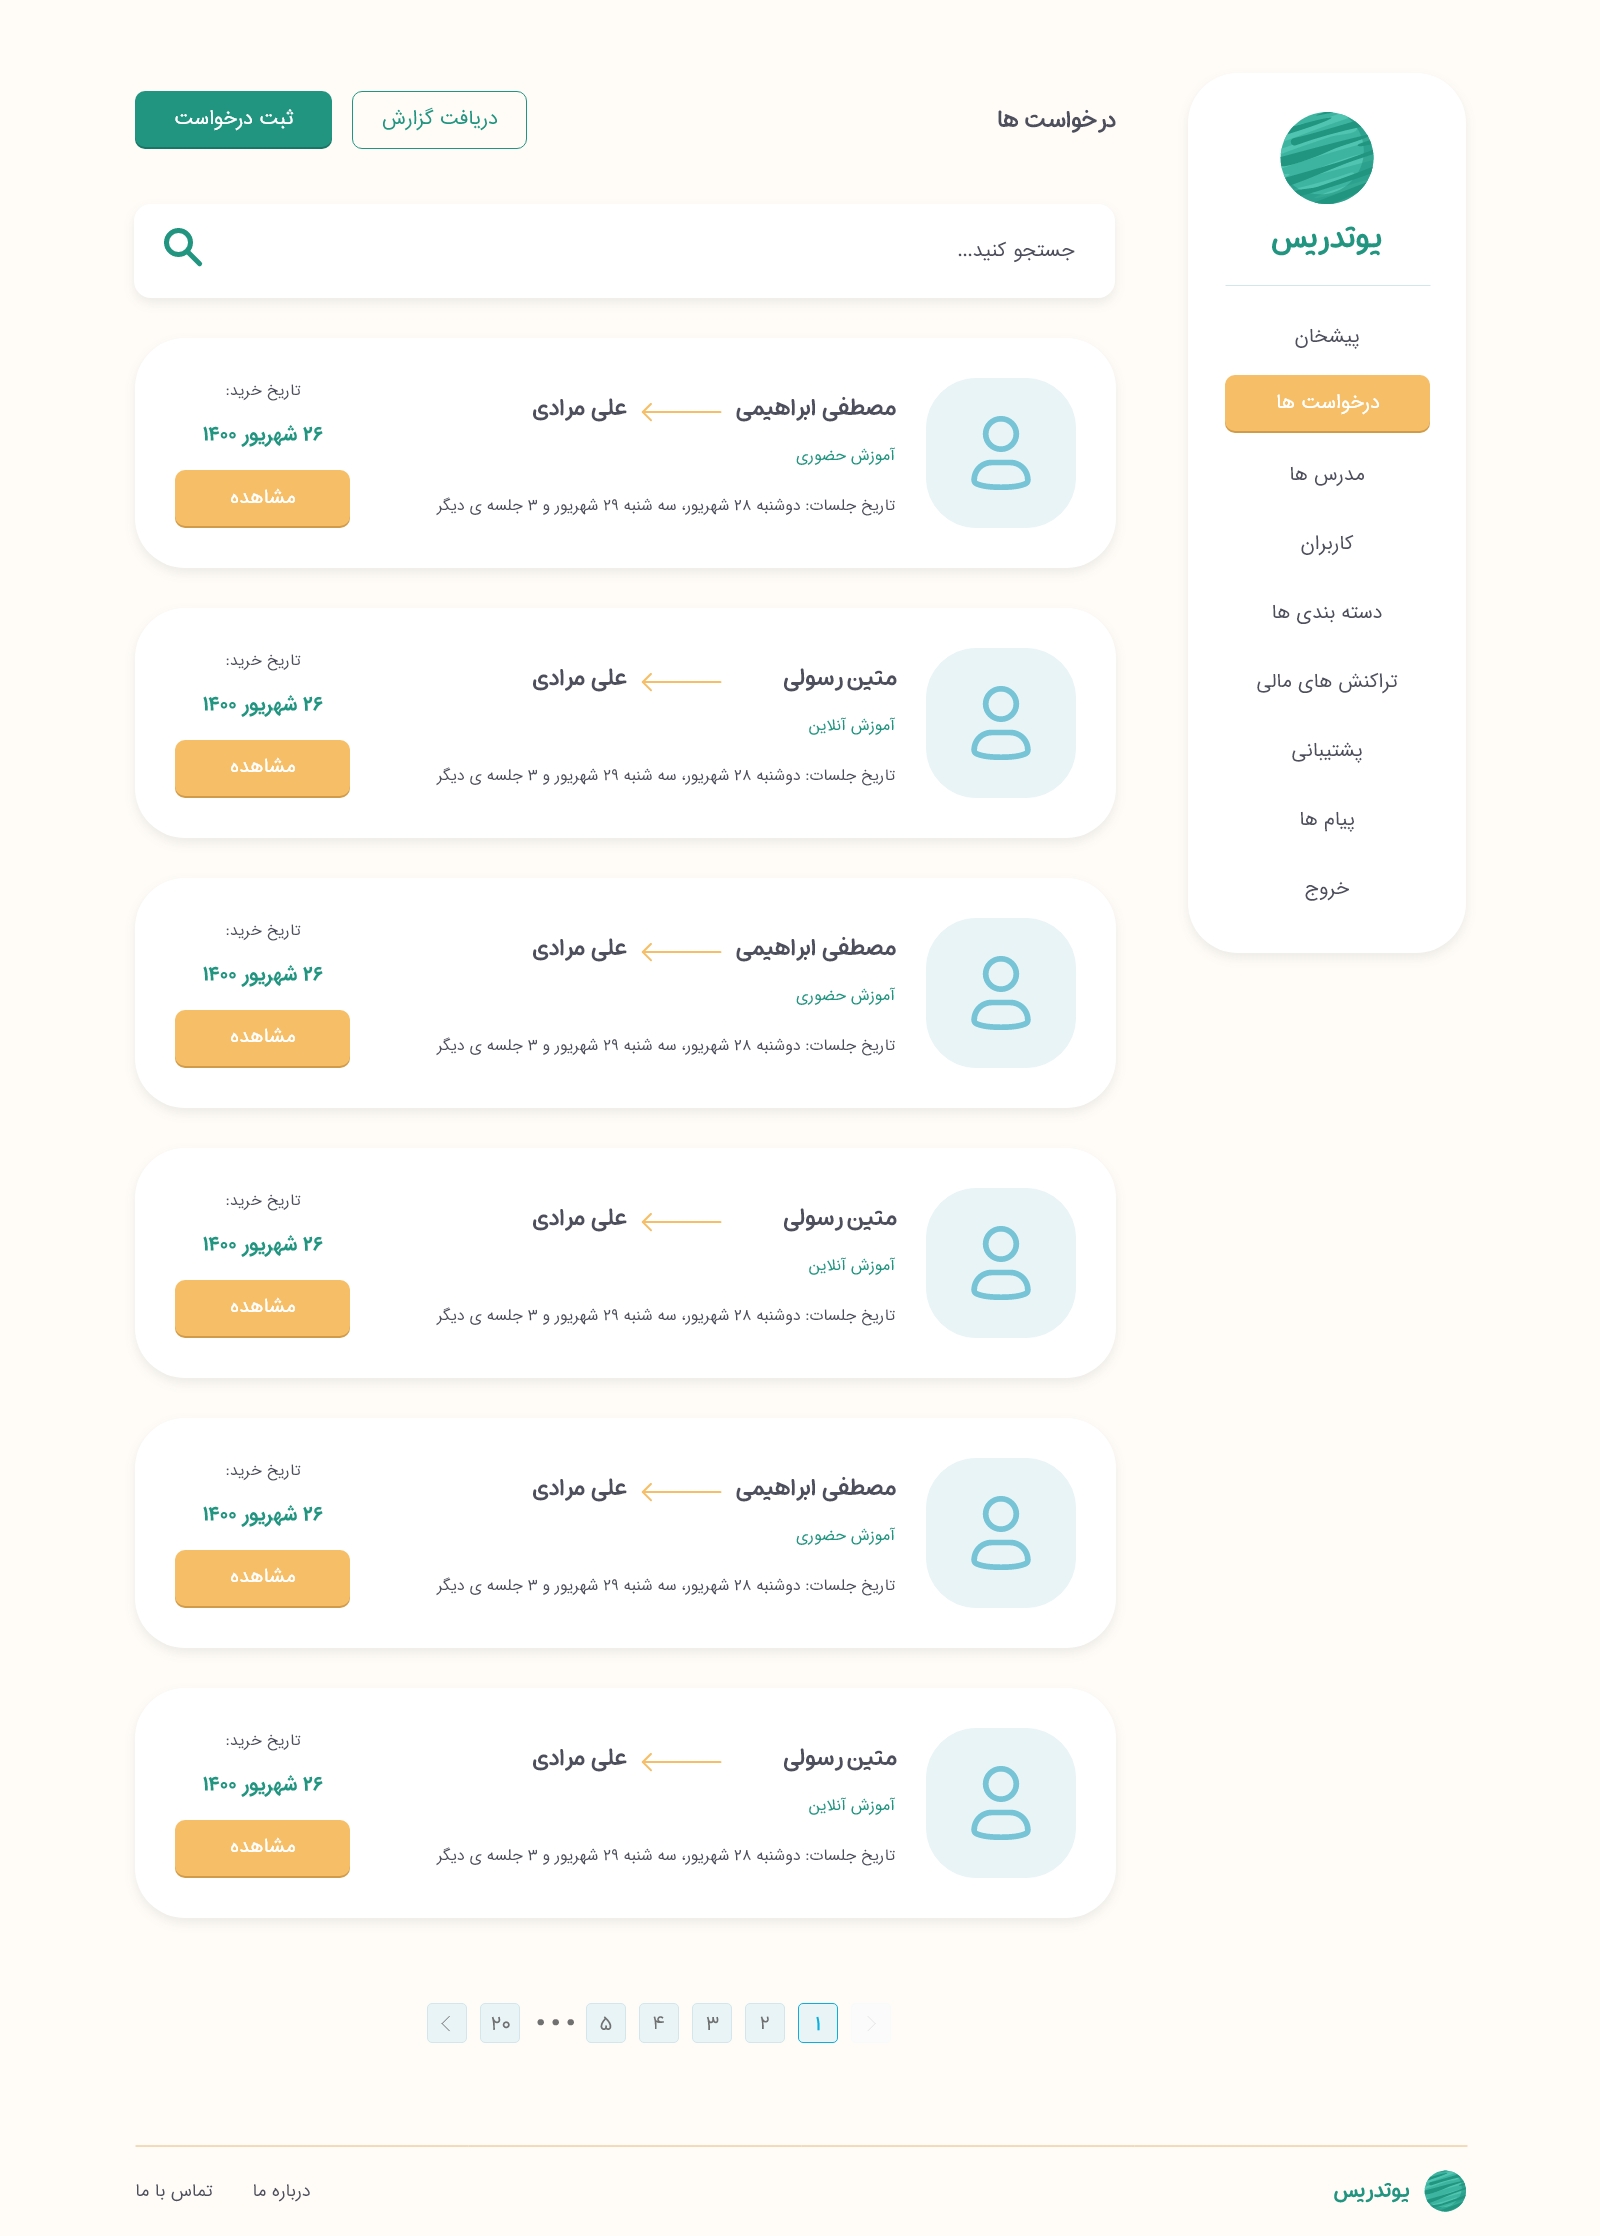 یوتدریس
پیشخان
درخواست ها
مدرس ها
کاربران
دسته بندی ها
تراکنش های مالی
پشتیبانی
پیام ها
خروج
درخواست ها
دریافت گزارش
ثبت درخواست
جستجو کنید...
مصطفی ابراهیمی
علی مرادی
آموزش حضوری
تاریخ جلسات: دوشنبه ۲۸ شهریور، سه شنبه ۲۹ شهریور و ۳ جلسه ی دیگر
تاریخ خرید:
۲۶ شهریور ۱۴۰۰
مشاهده
متین رسولی
علی مرادی
آموزش آنلاین
تاریخ جلسات: دوشنبه ۲۸ شهریور، سه شنبه ۲۹ شهریور و ۳ جلسه ی دیگر
تاریخ خرید:
۲۶ شهریور ۱۴۰۰
مشاهده
مصطفی ابراهیمی
علی مرادی
آموزش حضوری
تاریخ جلسات: دوشنبه ۲۸ شهریور، سه شنبه ۲۹ شهریور و ۳ جلسه ی دیگر
تاریخ خرید:
۲۶ شهریور ۱۴۰۰
مشاهده
متین رسولی
علی مرادی
آموزش آنلاین
تاریخ جلسات: دوشنبه ۲۸ شهریور، سه شنبه ۲۹ شهریور و ۳ جلسه ی دیگر
تاریخ خرید:
۲۶ شهریور ۱۴۰۰
مشاهده
مصطفی ابراهیمی
علی مرادی
آموزش حضوری
تاریخ جلسات: دوشنبه ۲۸ شهریور، سه شنبه ۲۹ شهریور و ۳ جلسه ی دیگر
تاریخ خرید:
۲۶ شهریور ۱۴۰۰
مشاهده
متین رسولی
علی مرادی
آموزش آنلاین
تاریخ جلسات: دوشنبه ۲۸ شهریور، سه شنبه ۲۹ شهریور و ۳ جلسه ی دیگر
تاریخ خرید:
۲۶ شهریور ۱۴۰۰
مشاهده
۱ ۲ ۳ ۴ ۵ ••• ۲۰
یوتدریس
درباره ما
تماس با ما